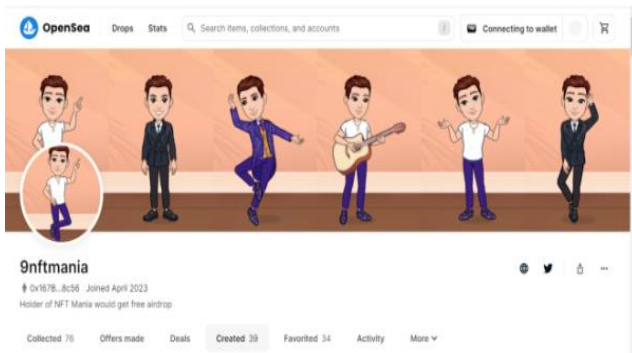 OpenSea Drops Stats Search items, collections, and accounts / Connecting to wallet
9nftmania
0x167B...8c56 Joined April 2023
Holder of NFT Mania would get free airdrop
Collected 76 Offers made Deals Created 39 Favorited 34 Activity More